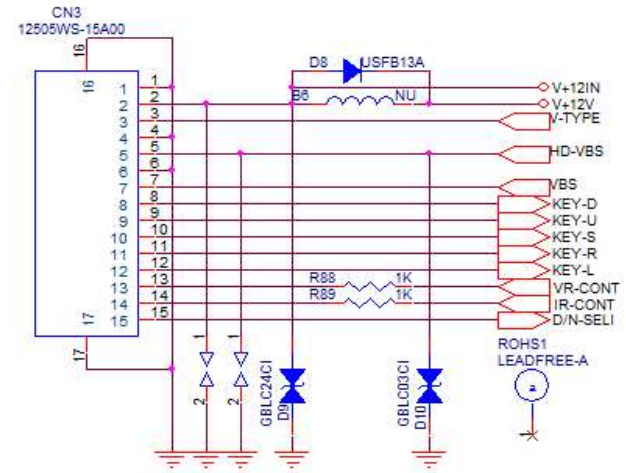 CN3
12505WS-15A00
16
16
D8
USFB13A
B6
NU
V+12IN
V+12V
1
1
2
2
3
3
V-TYPE
4
4
5
5
HD-VBS
6
6
7
7
VBS
8
8
KEY-D
9
9
KEY-U
10
10
KEY-S
11
11
KEY-R
12
12
KEY-L
13
13
R88
1K
VR-CONT
14
14
R89
1K
IR-CONT
15
15
D/N-SELI
17
17
1
2
1
2
GBLC24CI
D9
GBLC03CI
D10
ROHS1
LEADFREE-A
a
1